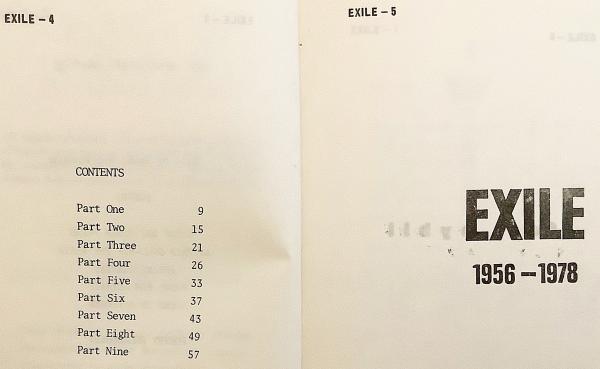 EXILE – 4
CONTENTS
Part One 9
Part Two 15
Part Three 21
Part Four 26
Part Five 33
Part Six 37
Part Seven 43
Part Eight 49
Part Nine 57
EXILE – 5
EXILE
1956 – 1978